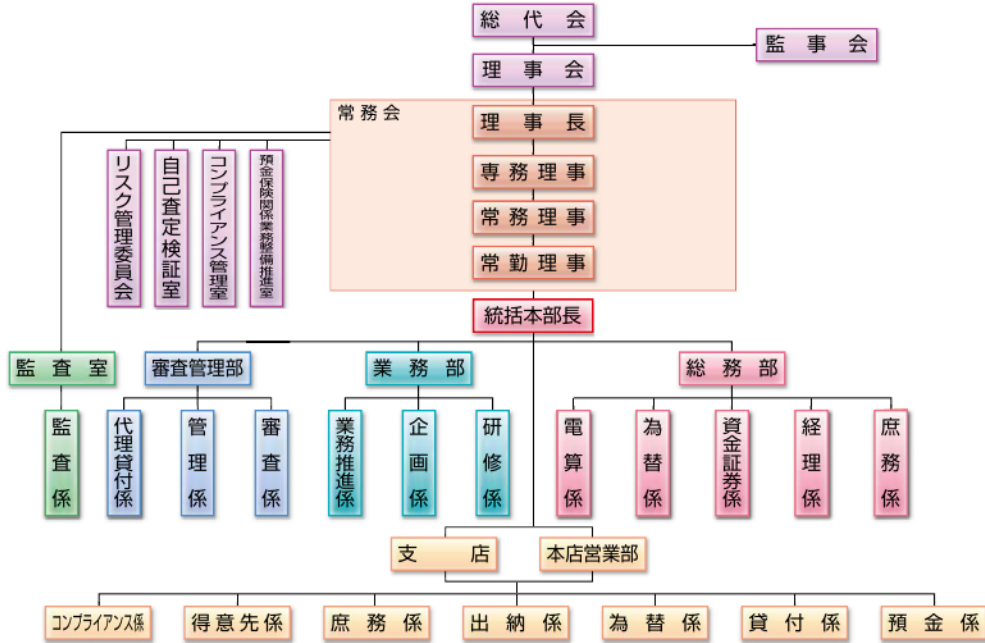 総代会
監事会
理事会
常務会
理事長
専務理事
常務理事
常勤理事
リスク管理委員会
自己査定検証室
コンプライアンス管理室
預金保険関係業務整備推進室
統括本部長
監査室
審査管理部
業務部
総務部
監査係
代理貸付係
管理係
審査係
業務推進係
企画係
研修係
電算係
為替係
資金証券係
経理係
庶務係
支店
本店営業部
コンプライアンス係
得意先係
庶務係
出納係
為替係
貸付係
預金係